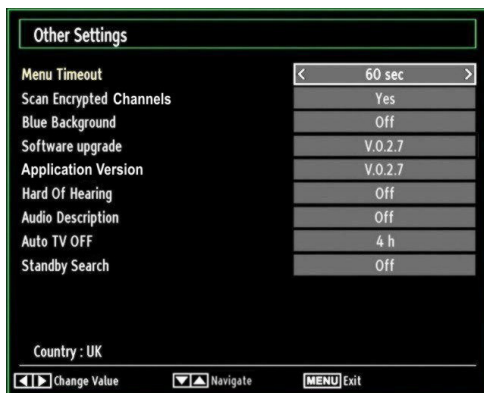 Other Settings
Menu Timeout < 60 sec >
Scan Encrypted Channels Yes
Blue Background Off
Software upgrade V.0.2.7
Application Version V.0.2.7
Hard Of Hearing Off
Audio Description Off
Auto TV OFF 4 h
Standby Search Off
Country : UK
Change Value Navigate MENU Exit